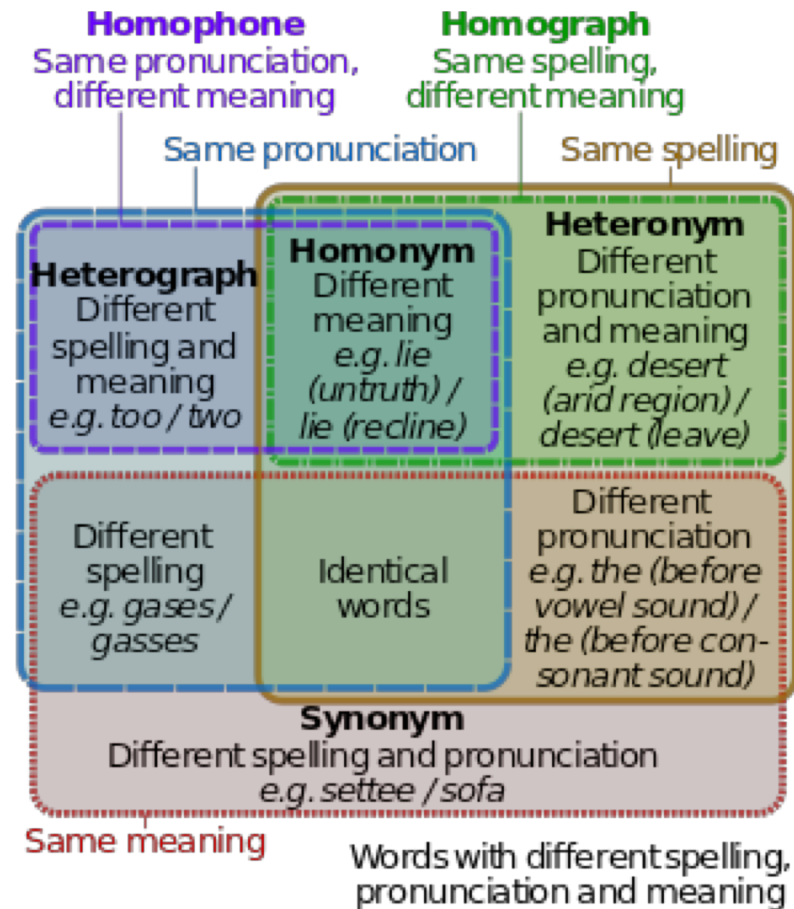 Homophone
Same pronunciation,
different meaning
Homograph
Same spelling,
different meaning
Same pronunciation
Same spelling
Heterograph
Different
spelling and
meaning
e.g. too / two
Homonym
Different
meaning
e.g. lie
(untruth) /
lie (recline)
Heteronym
Different
pronunciation
and meaning
e.g. desert
(arid region) /
desert (leave)
Different
spelling
e.g. gases /
gasses
Identical
words
Different
pronunciation
e.g. the (before
vowel sound) /
the (before con-
sonant sound)
Synonym
Different spelling and pronunciation
e.g. settee / sofa
Same meaning
Words with different spelling,
pronunciation and meaning